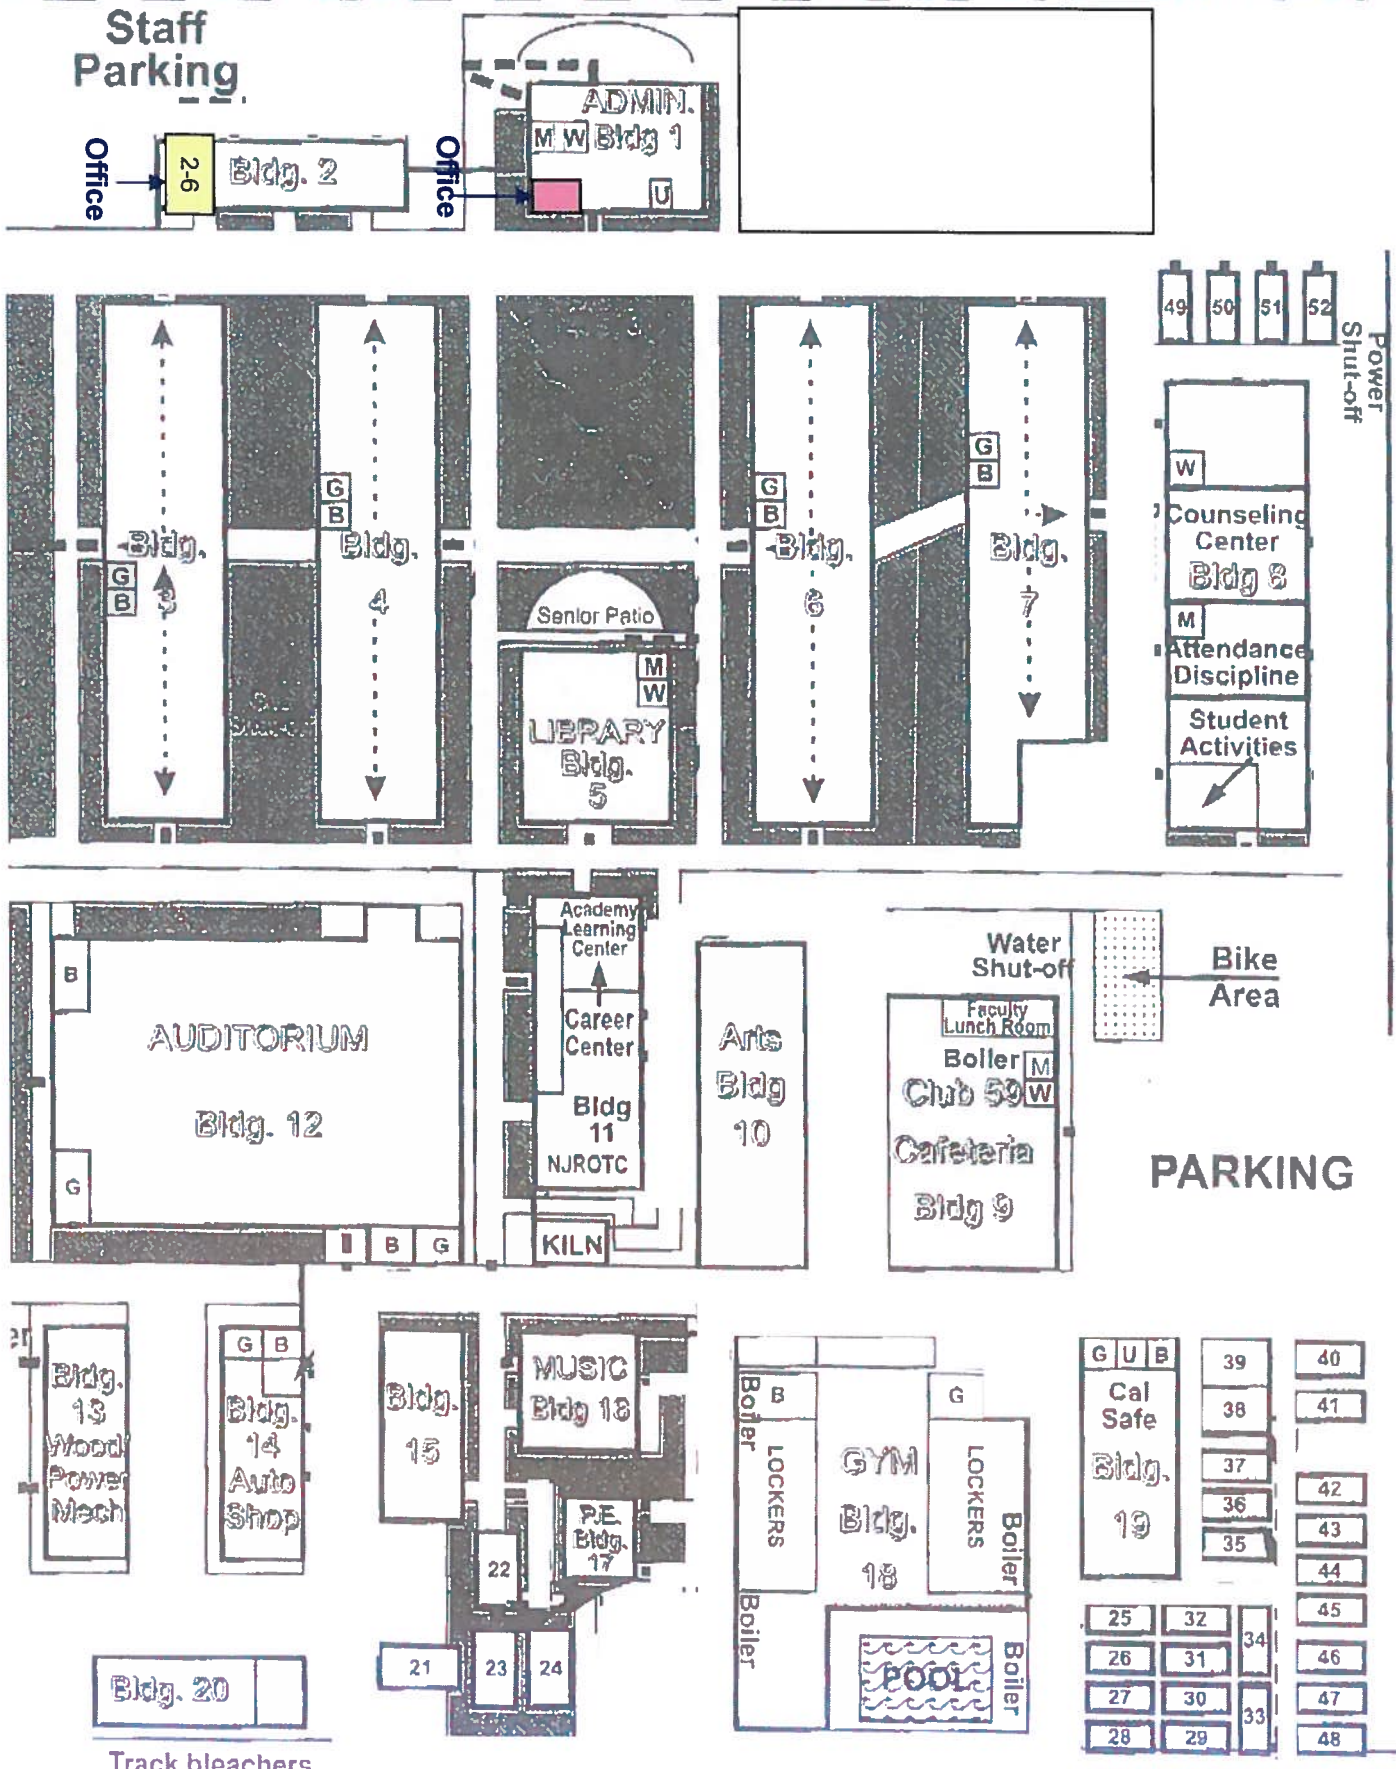 Staff
Parking
Office
2-6
Bldg. 2
Office
ADMIN.
M W Bldg 1
U
49 50 51 52
Power
Shut-off
G
B
Bldg.
3
G
B
Bldg.
4
G
B
Bldg.
6
G
B
Bldg.
7
Senior Patio
M
W
LIBRARY
Bldg.
5
W
Counseling
Center
Bldg 8
M
Attendance
Discipline
Student
Activities
B
AUDITORIUM
Bldg. 12
G
B G
Academy
Learning
Center
Career
Center
Bldg
11
NJROTC
KILN
Arts
Bldg
10
Water
Shut-off
Bike
Area
Faculty
Lunch Room
Boiler M
Club 59 W
Cafeteria
Bldg 9
PARKING
Bldg.
13
Wood
Power
Mech
G B
Bldg.
14
Auto
Shop
Bldg.
15
MUSIC
Bldg 16
P.E.
Bldg.
17
22
21
23
24
Bldg. 20
Track bleachers
Boiler
B
G
LOCKERS
GYM
Bldg.
18
LOCKERS
Boiler
Boiler
POOL
Boiler
G U B
Cal
Safe
Bldg.
19
39
38
37
36
35
40
41
42
43
44
45
46
47
48
25 32
26 31
27 30
28 29
34
33